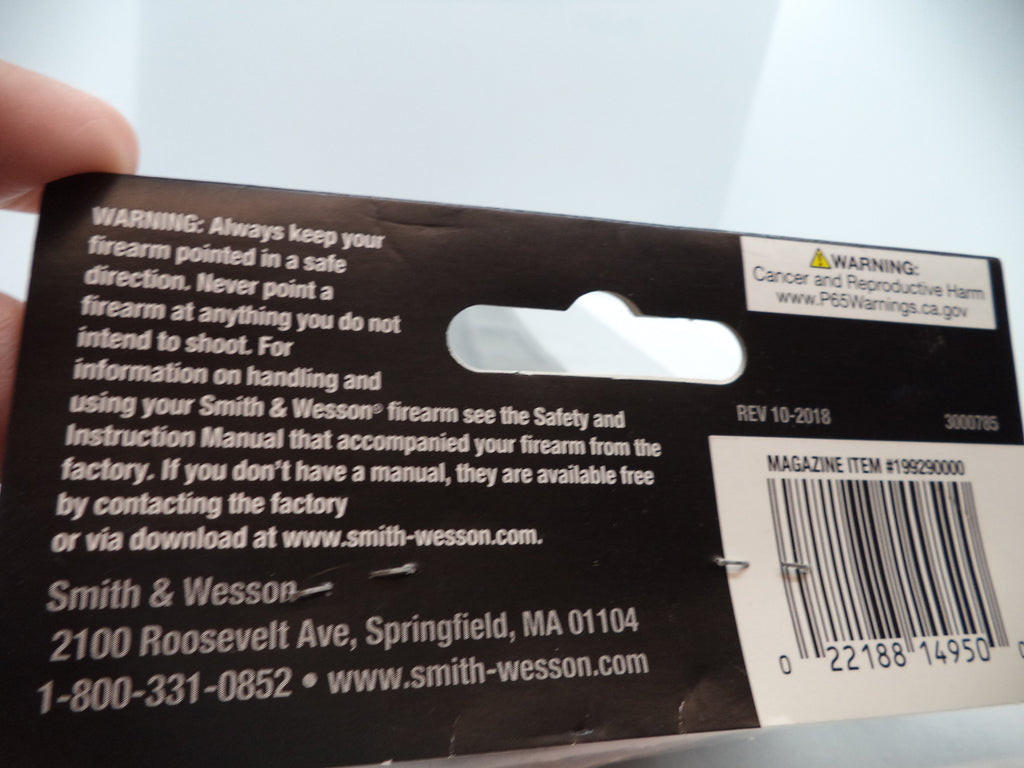 WARNING: Always keep your
firearm pointed in a safe
direction. Never point a
firearm at anything you do not
intend to shoot. For
information on handling and
using your Smith & Wesson® firearm see the Safety and
Instruction Manual that accompanied your firearm from the
factory. If you don't have a manual, they are available free
by contacting the factory
or via download at www.smith-wesson.com.
Smith & Wesson
2100 Roosevelt Ave, Springfield, MA 01104
1-800-331-0852 • www.smith-wesson.com
WARNING:
Cancer and Reproductive Harm
www.P65Warnings.ca.gov
REV 10-2018 3000785
MAGAZINE ITEM #199290000
0 22188 14950